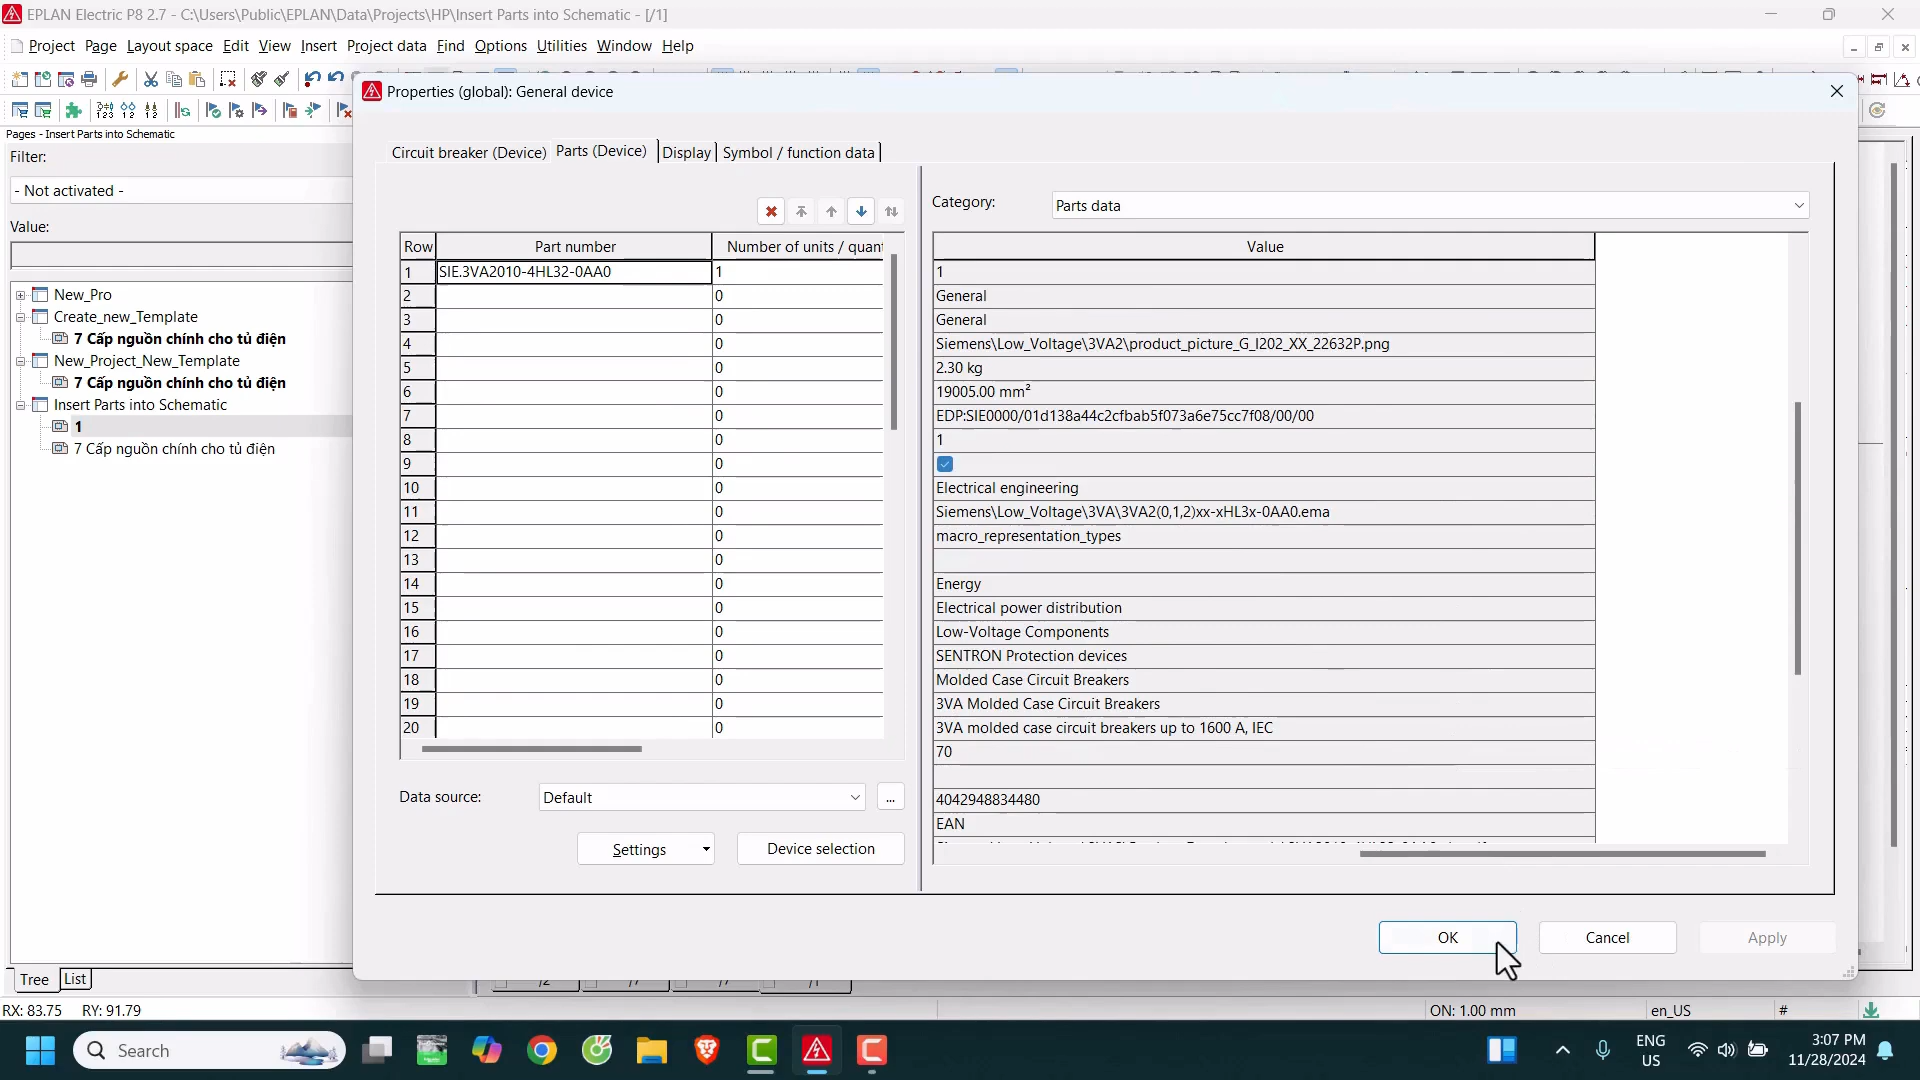 EPLAN Electric P8 2.7 - C:\Users\Public\EPLAN\Data\Projects\HP\Insert Parts into Schematic - [/1]
Project Page Layout space Edit View Insert Project data Find Options Utilities Window Help
Pages - Insert Parts into Schematic
Filter:
- Not activated -
Value:
New_Pro
Create_new_Template
7 Cấp nguồn chính cho tủ điện
New_Project_New_Template
7 Cấp nguồn chính cho tủ điện
Insert Parts into Schematic
1
7 Cấp nguồn chính cho tủ điện
Tree List
Properties (global): General device
Circuit breaker (Device) Parts (Device) Display Symbol / function data
Row Part number Number of units / quant
1 SIE.3VA2010-4HL32-0AA0 1
2 0
3 0
4 0
5 0
6 0
7 0
8 0
9 0
10 0
11 0
12 0
13 0
14 0
15 0
16 0
17 0
18 0
19 0
20 0
Data source: Default ...
Settings Device selection
Category: Parts data
Value
1
General
General
Siemens\Low_Voltage\3VA2\product_picture_G_I202_XX_22632P.png
2.30 kg
19005.00 mm²
EDP:SIE0000/01d138a44c2cfbab5f073a6e75cc7f08/00/00
1
Electrical engineering
Siemens\Low_Voltage\3VA\3VA2(0,1,2)xx-xHL3x-0AA0.ema
macro_representation_types
Energy
Electrical power distribution
Low-Voltage Components
SENTRON Protection devices
Molded Case Circuit Breakers
3VA Molded Case Circuit Breakers
3VA molded case circuit breakers up to 1600 A, IEC
70
4042948834480
EAN
OK Cancel Apply
RX: 83.75 RY: 91.79 ON: 1.00 mm en_US #
Search
ENG
US
3:07 PM
11/28/2024